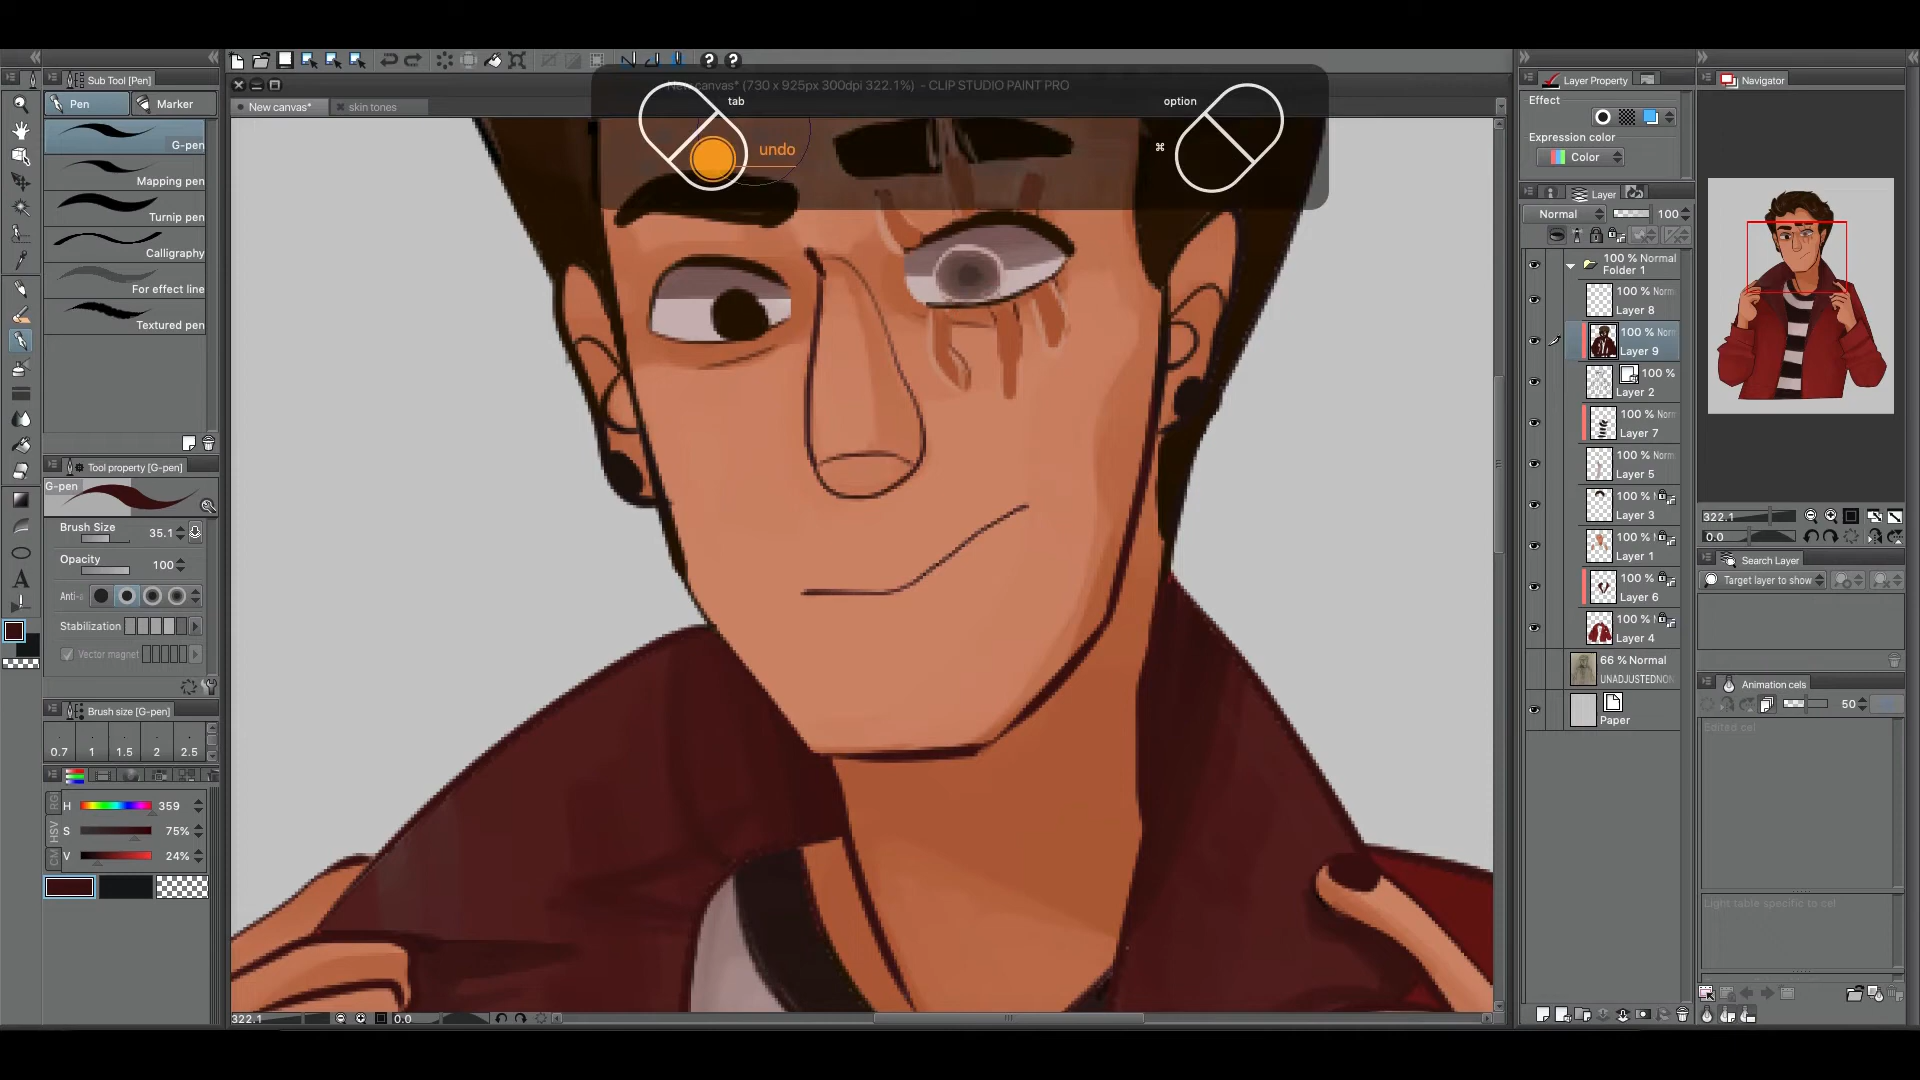 Sub Tool [Pen]
Pen
Marker
G-pen
Mapping pen
Turnip pen
Calligraphy
For effect line
Textured pen
Tool property [G-pen]
G-pen
Brush Size
35.1
Opacity
100
Anti-a
Stabilization
Vector magnet
Brush size [G-pen]
0.7 1 1.5 2 2.5
H 359
S 75%
V 24%
RG
HSV
CM
canvas* (730 x 925px 300dpi 322.1%) - CLIP STUDIO PAINT PRO
New canvas*
skin tones
tab
undo
option
⌘
322.1
0.0
Layer Property
Effect
Expression color
Color
Layer
Normal
100
100 % Normal
Folder 1
100 % Norm
Layer 8
100 % Norm
Layer 9
100 %
Layer 2
100 % Norm
Layer 7
100 % Norm
Layer 5
100 %
Layer 3
100 %
Layer 1
100 %
Layer 6
100 %
Layer 4
66 % Normal
UNADJUSTEDNON
Paper
Navigator
322.1
0.0
Search Layer
Target layer to show
Animation cels
50
Edited cel
Light table specific to cel